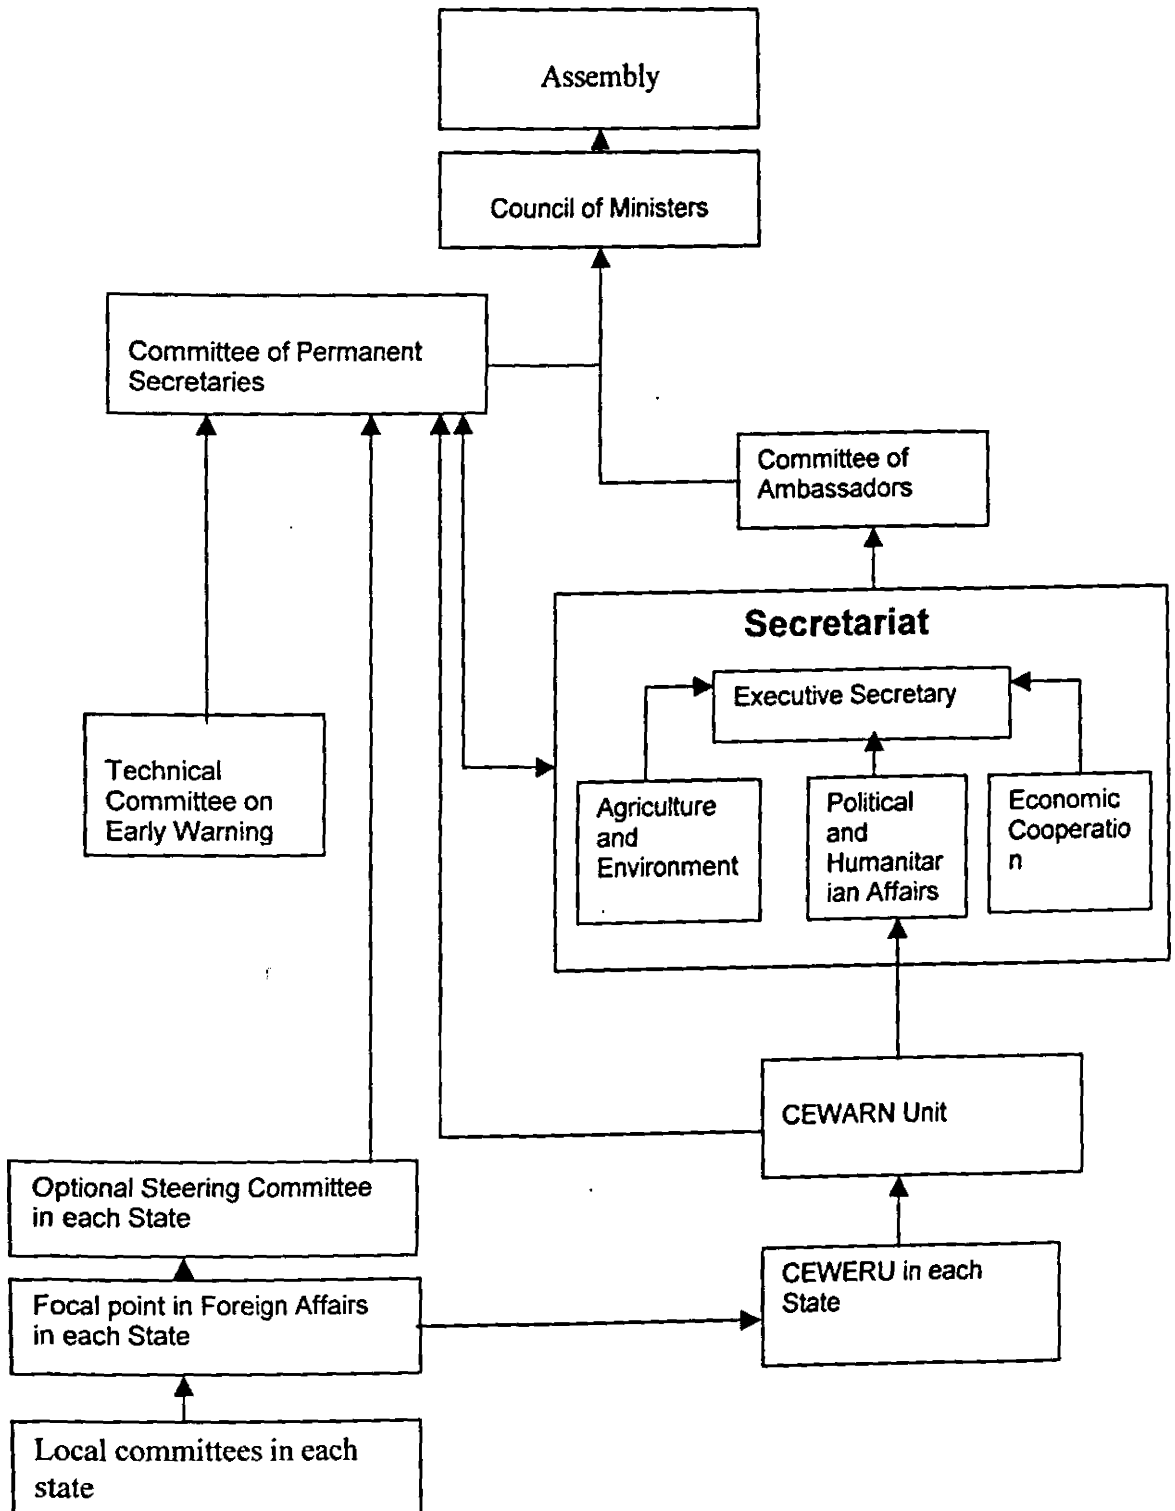 Assembly
Council of Ministers
Committee of Permanent
Secretaries
Committee of
Ambassadors
Secretariat
Executive Secretary
Technical
Committee on
Early Warning
Agriculture
and
Environment
Political
and
Humanitar
ian Affairs
Economic
Cooperatio
n
CEWARN Unit
Optional Steering Committee
in each State
CEWERU in each
State
Focal point in Foreign Affairs
in each State
Local committees in each
state